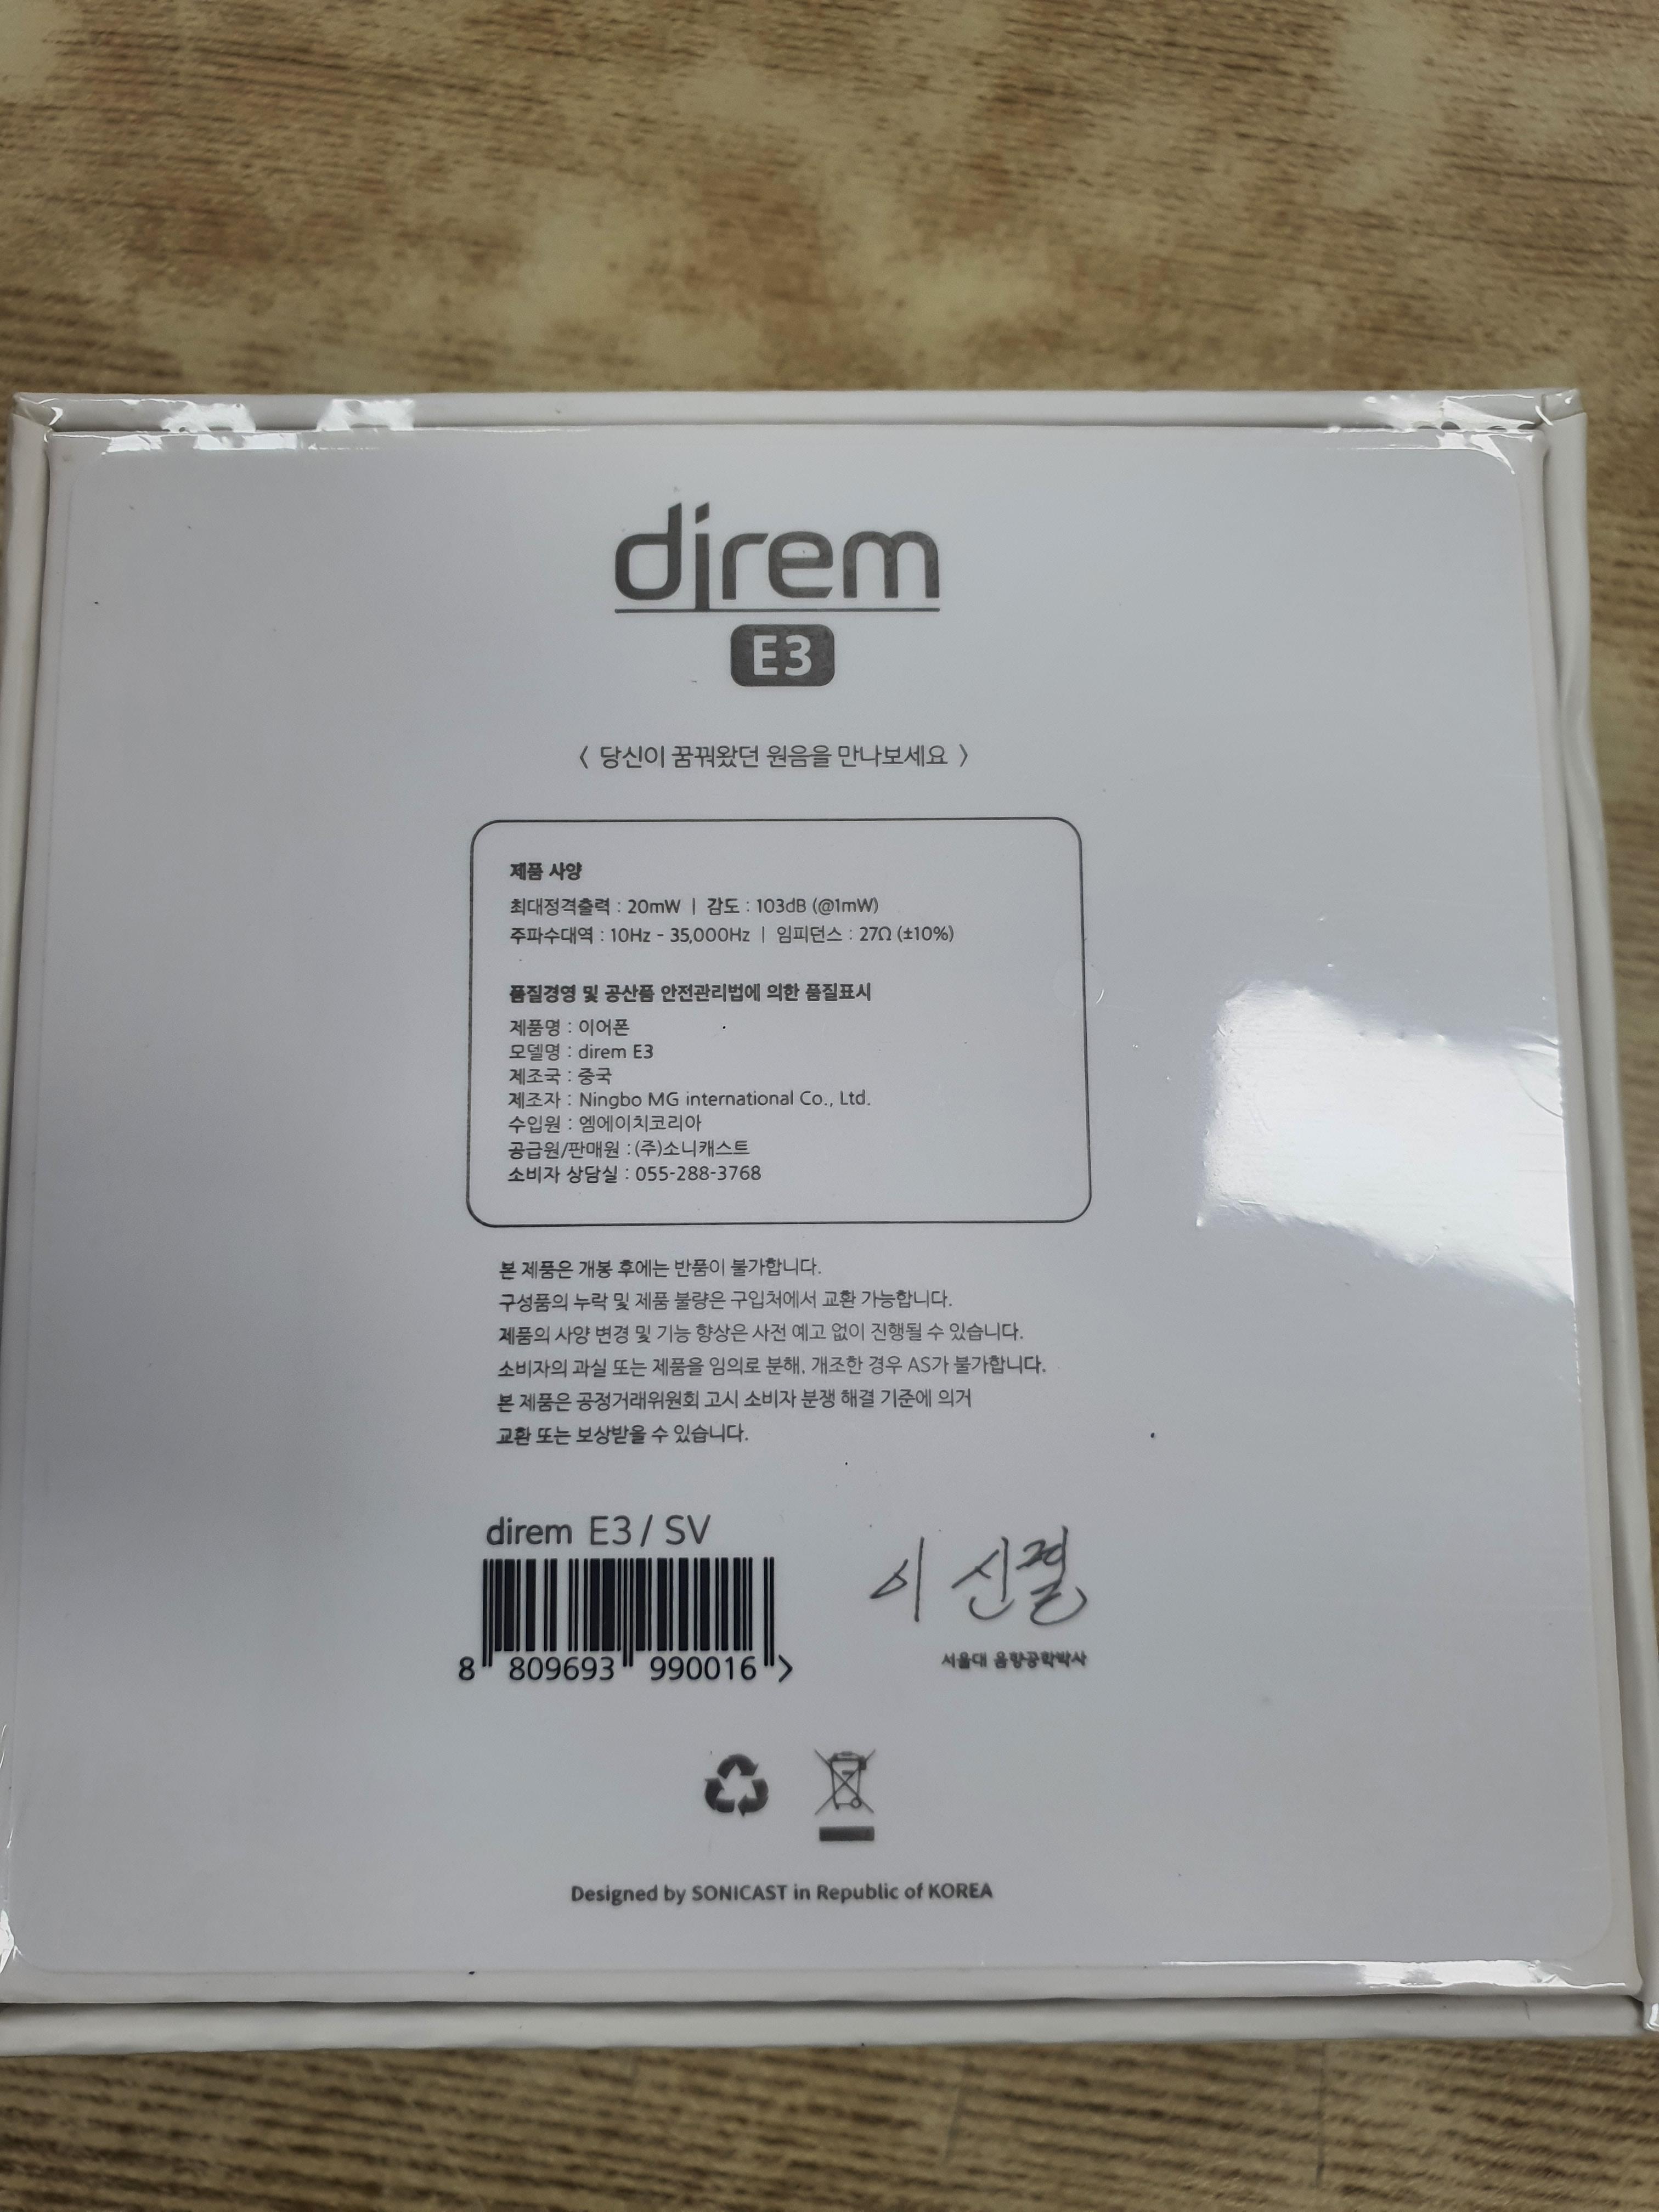 direm
E3
〈 당신이 꿈꿔왔던 원음을 만나보세요 〉
제품 사양
최대정격출력 : 20mW | 감도 : 103dB (@1mW)
주파수대역 : 10Hz - 35,000Hz | 임피던스 : 27Ω (±10%)
품질경영 및 공산품 안전관리법에 의한 품질표시
제품명 : 이어폰
모델명 : direm E3
제조국 : 중국
제조자 : Ningbo MG international Co., Ltd.
수입원 : 엠에이치코리아
공급원/판매원 : (주)소니캐스트
소비자 상담실 : 055-288-3768
본 제품은 개봉 후에는 반품이 불가합니다.
구성품의 누락 및 제품 불량은 구입처에서 교환 가능합니다.
제품의 사양 변경 및 기능 향상은 사전 예고 없이 진행될 수 있습니다.
소비자의 과실 또는 제품을 임의로 분해, 개조한 경우 AS가 불가합니다.
본 제품은 공정거래위원회 고시 소비자 분쟁 해결 기준에 의거
교환 또는 보상받을 수 있습니다.
direm E3 / SV
8 809693 990016 >
이신렬
서울대 음향공학박사
Designed by SONICAST in Republic of KOREA